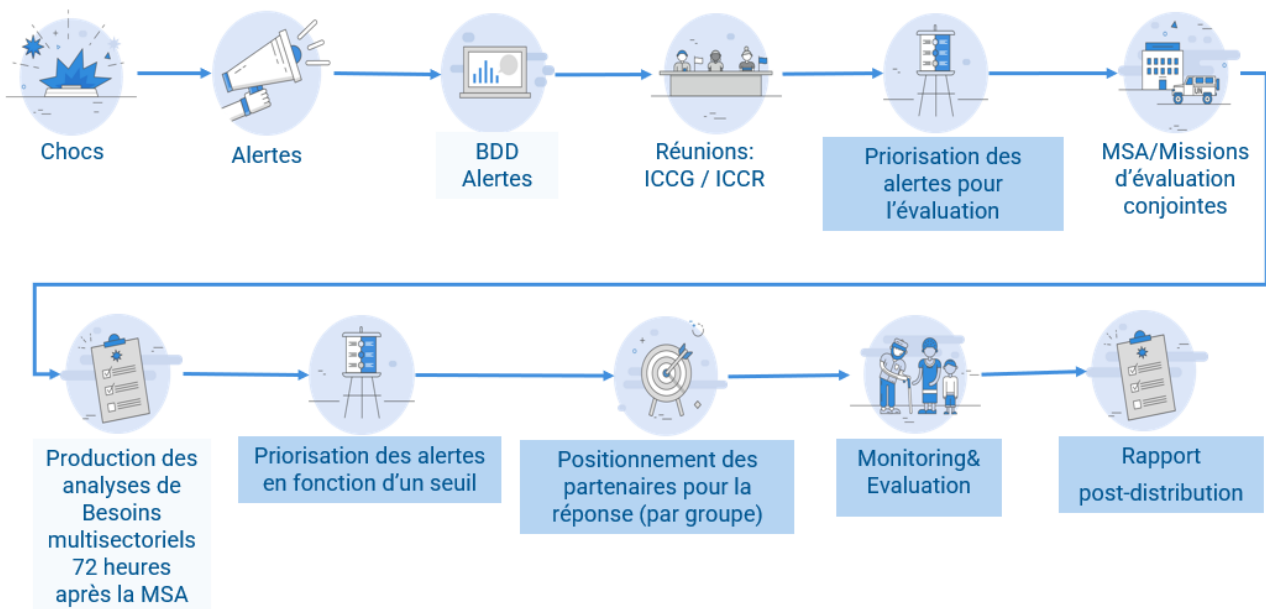 Chocs
Alertes
BDD
Alertes
Réunions:
ICCG / ICCR
Priorisation des
alertes pour
l’évaluation
MSA/Missions
d’évaluation
conjointes
UN
Production des
analyses de
Besoins
multisectoriels
72 heures
après la MSA
Priorisation des alertes
en fonction d’un seuil
Positionnement des
partenaires pour la
réponse (par groupe)
Monitoring&
Evaluation
Rapport
post-distribution